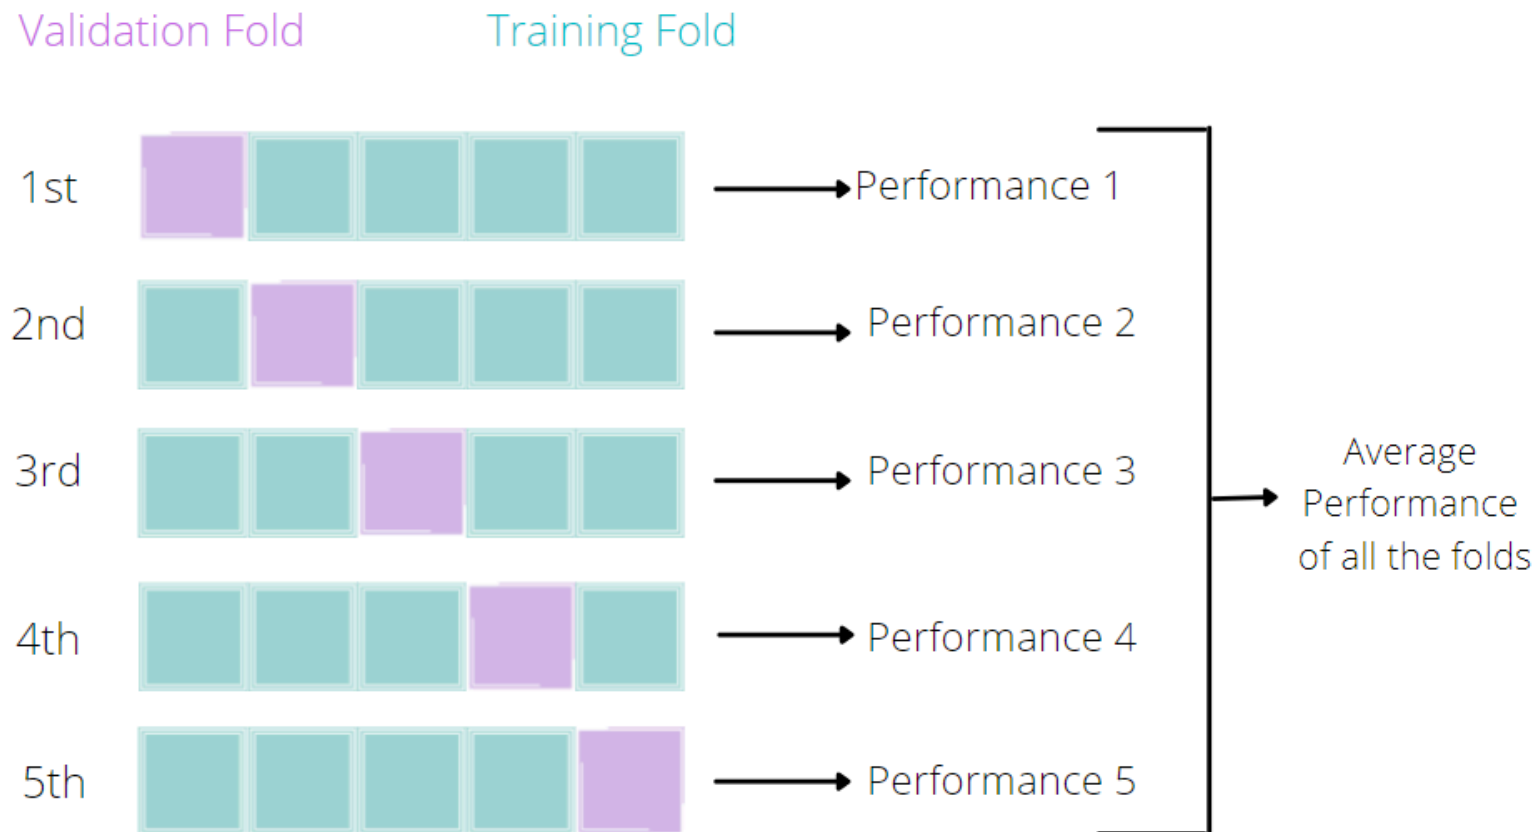 Validation Fold
Training Fold
1st
Performance 1
2nd
Performance 2
3rd
Performance 3
4th
Performance 4
5th
Performance 5
Average
Performance
of all the folds